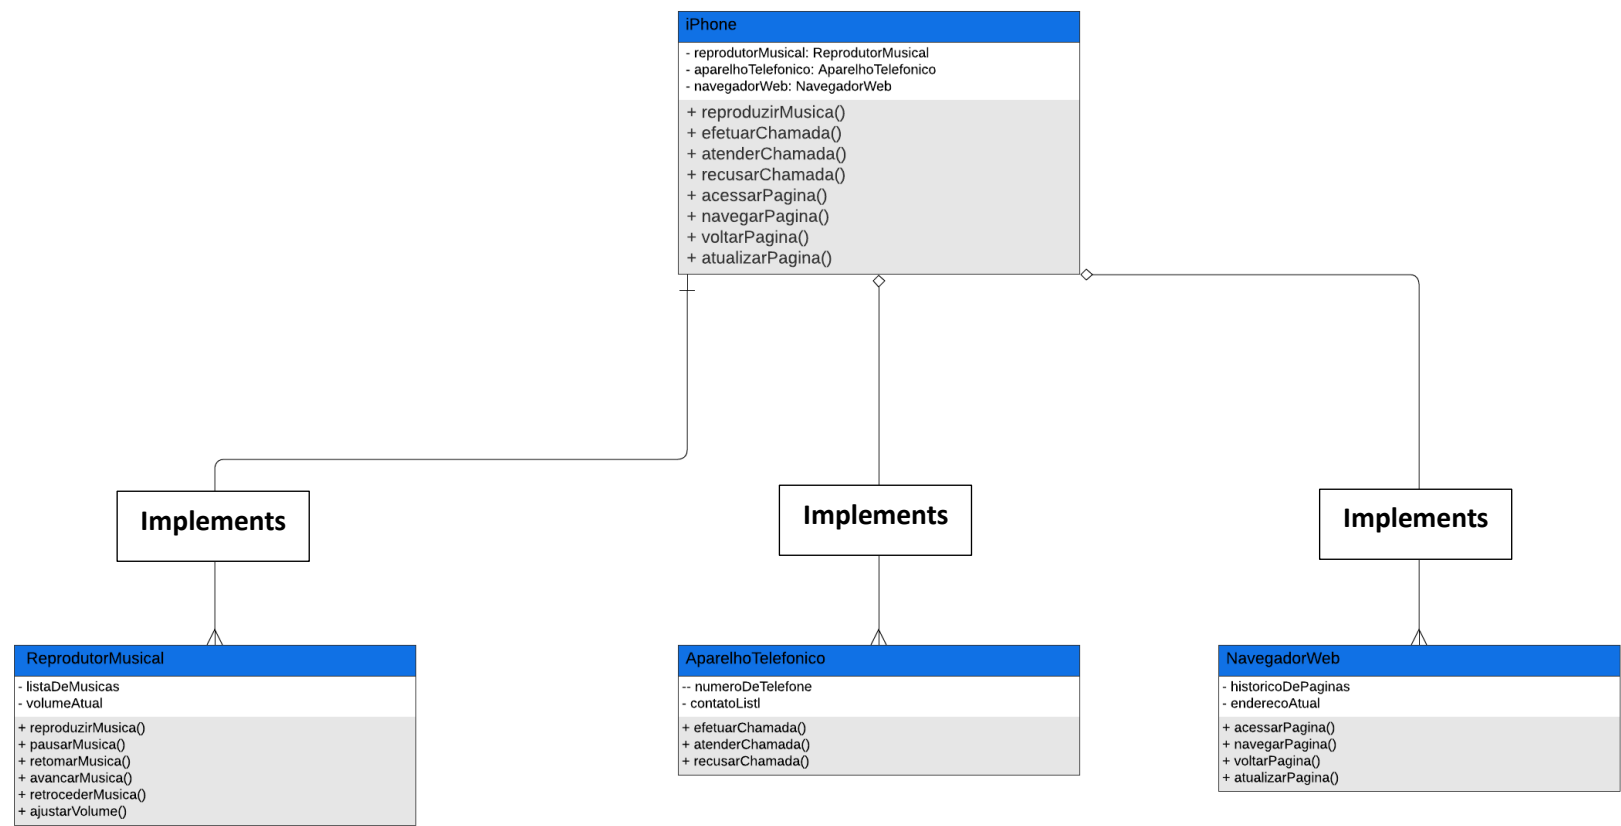 iPhone
- reprodutorMusical: ReprodutorMusical
- aparelhoTelefonico: AparelhoTelefonico
- navegadorWeb: NavegadorWeb
+ reproduzirMusica()
+ efetuarChamada()
+ atenderChamada()
+ recusarChamada()
+ acessarPagina()
+ navegarPagina()
+ voltarPagina()
+ atualizarPagina()
Implements
Implements
Implements
ReprodutorMusical
- listaDeMusicas
- volumeAtual
+ reproduzirMusica()
+ pausarMusica()
+ retomarMusica()
+ avancarMusica()
+ retrocederMusica()
+ ajustarVolume()
AparelhoTelefonico
-- numeroDeTelefone
- contatoListl
+ efetuarChamada()
+ atenderChamada()
+ recusarChamada()
NavegadorWeb
- historicoDePaginas
- enderecoAtual
+ acessarPagina()
+ navegarPagina()
+ voltarPagina()
+ atualizarPagina()